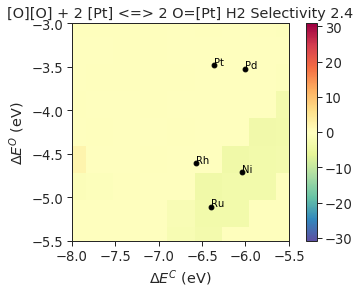 [O][O] + 2 [Pt] <=> 2 O=[Pt] H2 Selectivity 2.4
−3.0
−3.5
−4.0
−4.5
−5.0
−5.5
ΔE^O (eV)
Pt
Pd
Rh
Ni
Ru
−8.0 −7.5 −7.0 −6.5 −6.0 −5.5
ΔE^C (eV)
30
20
10
0
−10
−20
−30